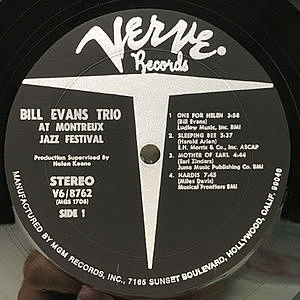 Verve
Records
BILL EVANS TRIO
AT MONTREUX
JAZZ FESTIVAL
Production Supervised by
Helen Keane
STEREO
V6/8762
(MGS 1706)
SIDE 1
1 ONE FOR HELEN 3:58
(Bill Evans)
Ludlow Music, Inc. BMI
2 SLEEPING BEE 5:37
(Harold Arlen)
E.H. Morris & Co., Inc. ASCAP
3 MOTHER OF EARL 4:44
(Earl Zindars)
June Music Publishing Co. BMI
4 NARDIS 7:45
(Miles Davis)
Musical Frontiers BMI
MANUFACTURED BY MGM RECORDS, INC., 7165 SUNSET BOULEVARD, HOLLYWOOD, CALIF. 90046